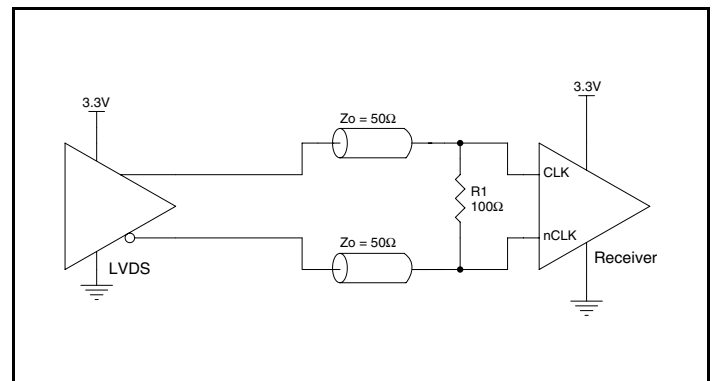 3.3V
3.3V
Zo = 50Ω
CLK
R1
100Ω
nCLK
Zo = 50Ω
LVDS
Receiver